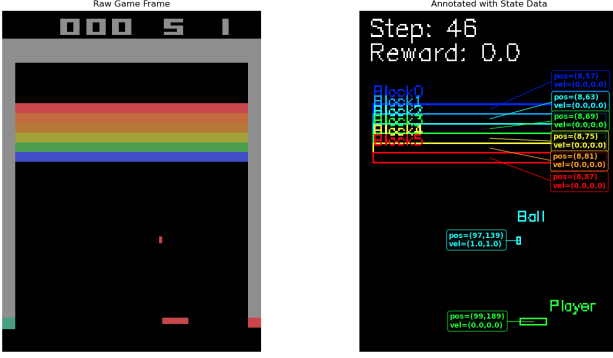 Raw Game Frame
000 5 1
Annotated with State Data
Step: 46
Reward: 0.0
Block0
Block1
pos=(8,57)
vel=(0.0,0.0)
pos=(8,63)
vel=(0.0,0.0)
pos=(8,69)
vel=(0.0,0.0)
Block4
pos=(8,75)
vel=(0.0,0.0)
pos=(8,81)
vel=(0.0,0.0)
pos=(8,87)
vel=(0.0,0.0)
Ball
pos=(97,139)
vel=(1.0,1.0)
Player
pos=(99,189)
vel=(0.0,0.0)